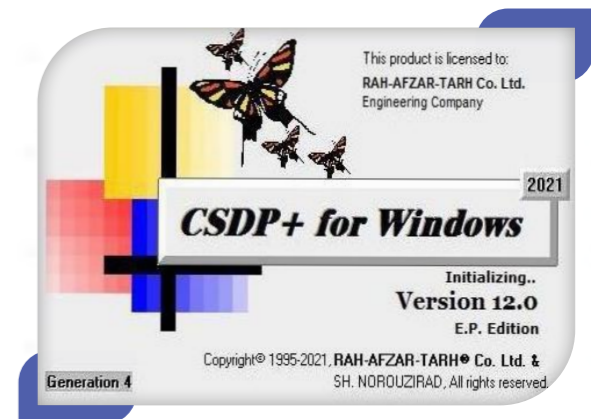 This product is licensed to:
RAH-AFZAR-TARH Co. Ltd.
Engineering Company
2021
CSDP+ for Windows
Initializing..
Version 12.0
E.P. Edition
Copyright© 1995-2021, RAH-AFZAR-TARH® Co. Ltd. &
SH. NOROUZIRAD, All rights reserved.
Generation 4